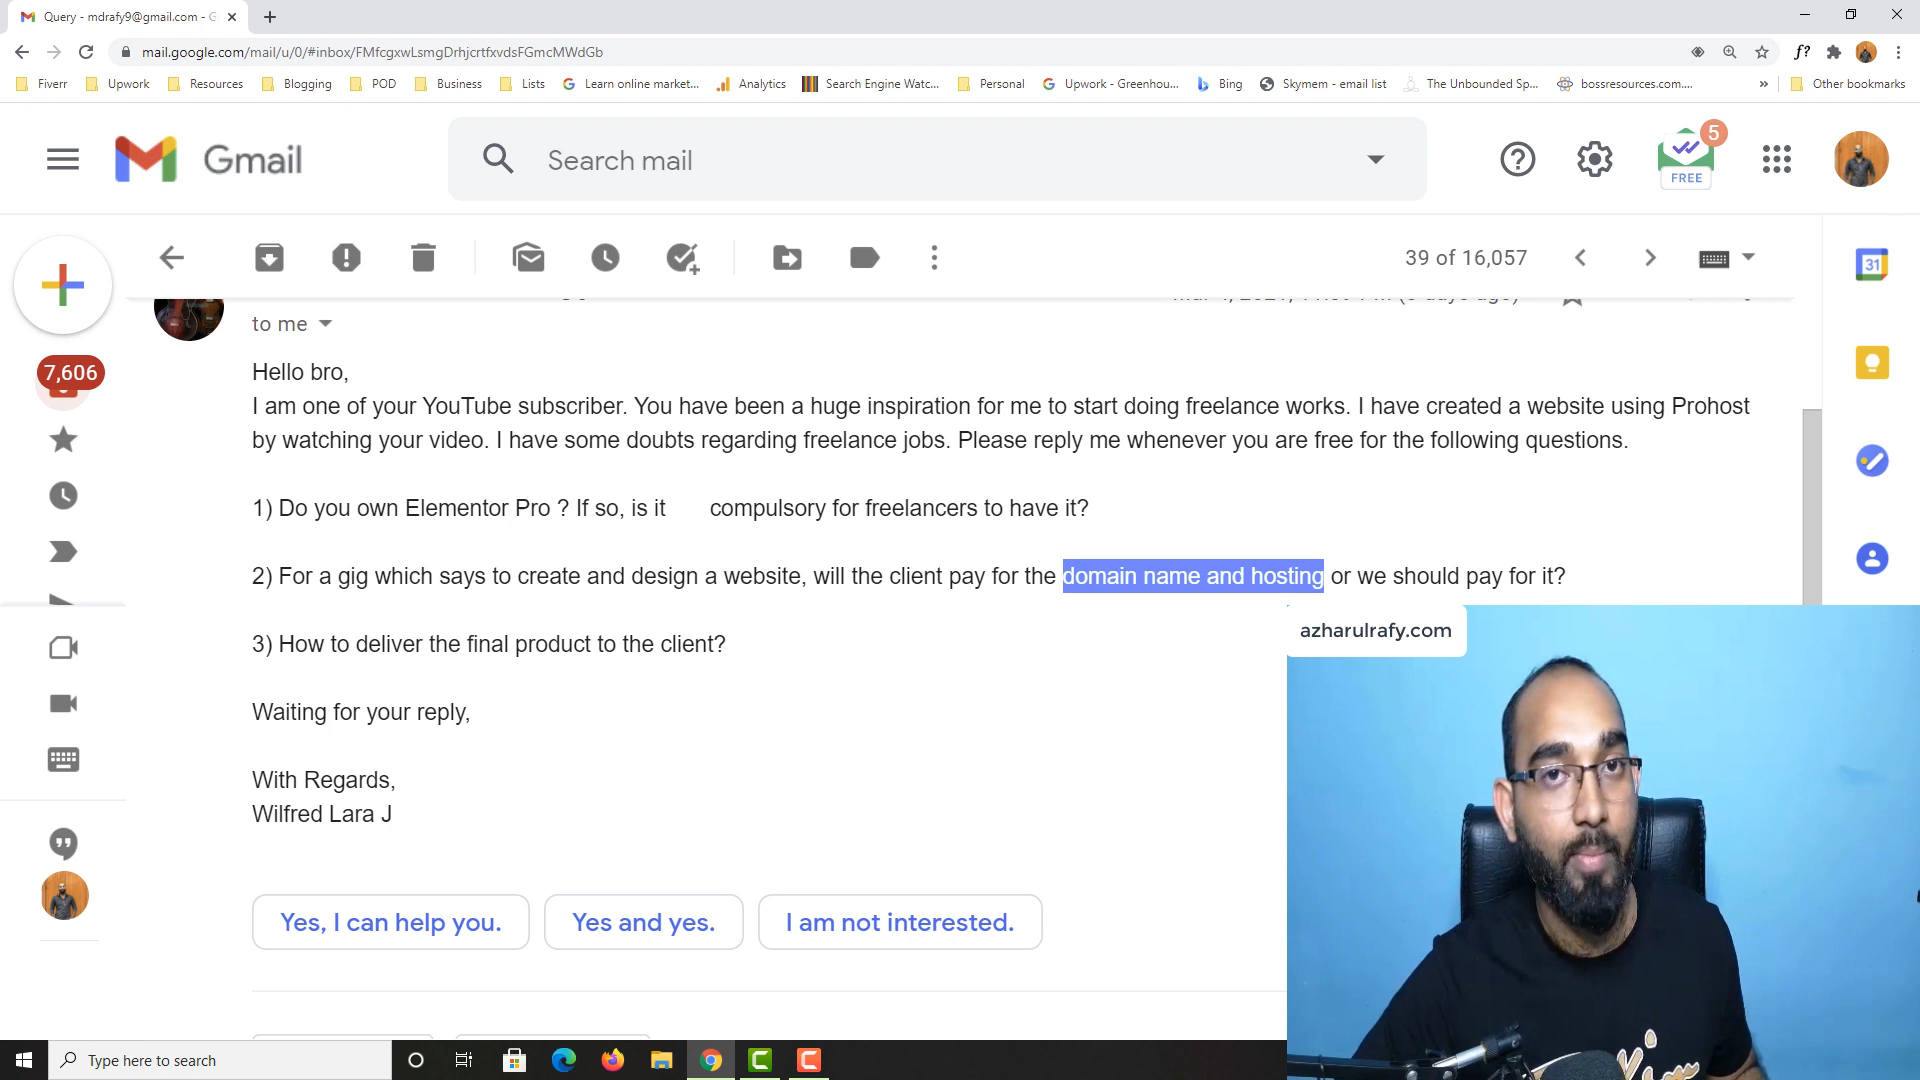 Query - mdrafy9@gmail.com - G
mail.google.com/mail/u/0/#inbox/FMfcgxwLsmgDrhjcrtfxvdsFGmcMWdGb
f?
Fiverr Upwork Resources Blogging POD Business Lists Learn online market... Analytics Search Engine Watc... Personal Upwork - Greenhou... Bing Skymem - email list The Unbounded Sp... bossresources.com.... » Other bookmarks
Gmail
Search mail
5
FREE
39 of 16,057
31
to me
7,606
Hello bro,
I am one of your YouTube subscriber. You have been a huge inspiration for me to start doing freelance works. I have created a website using Prohost
by watching your video. I have some doubts regarding freelance jobs. Please reply me whenever you are free for the following questions.
1) Do you own Elementor Pro ? If so, is it compulsory for freelancers to have it?
2) For a gig which says to create and design a website, will the client pay for the domain name and hosting or we should pay for it?
3) How to deliver the final product to the client?
azharulrafy.com
Waiting for your reply,
With Regards,
Wilfred Lara J
Yes, I can help you. Yes and yes. I am not interested.
Type here to search